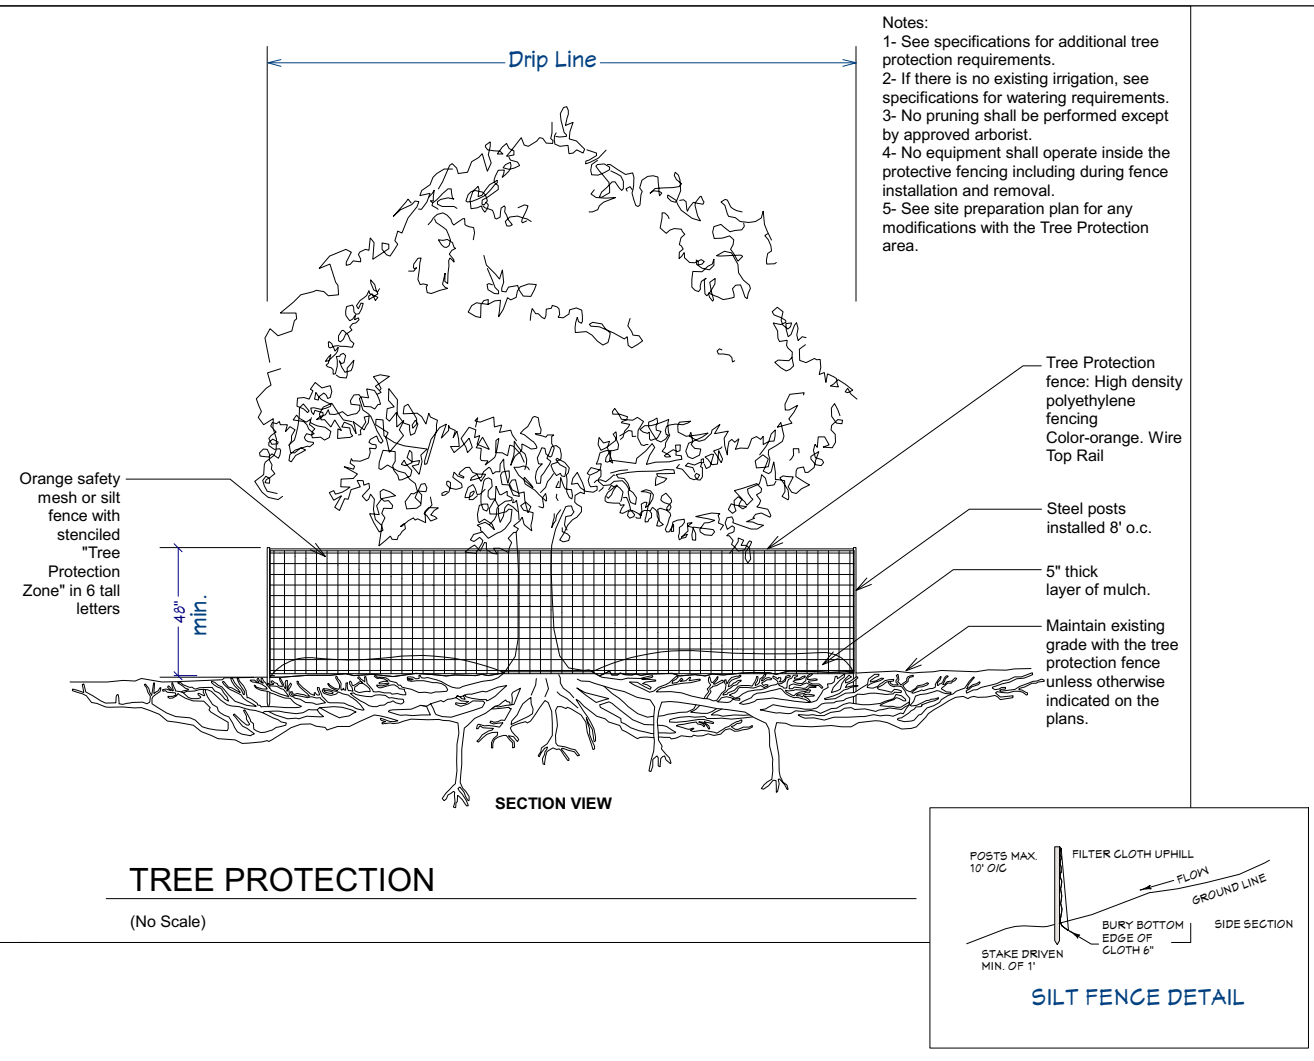 Drip Line
Notes:
1- See specifications for additional tree
protection requirements.
2- If there is no existing irrigation, see
specifications for watering requirements.
3- No pruning shall be performed except
by approved arborist.
4- No equipment shall operate inside the
protective fencing including during fence
installation and removal.
5- See site preparation plan for any
modifications with the Tree Protection
area.
Tree Protection
fence: High density
polyethylene
fencing
Color-orange. Wire
Top Rail
Orange safety
mesh or silt
fence with
stenciled
"Tree
Protection
Zone" in 6 tall
letters
48"
min.
Steel posts
installed 8' o.c.
5" thick
layer of mulch.
Maintain existing
grade with the tree
protection fence
unless otherwise
indicated on the
plans.
SECTION VIEW
TREE PROTECTION
(No Scale)
POSTS MAX.
10' O/C
FILTER CLOTH UPHILL
FLOW
GROUND LINE
BURY BOTTOM
EDGE OF
CLOTH 6"
SIDE SECTION
STAKE DRIVEN
MIN. OF 1'
SILT FENCE DETAIL